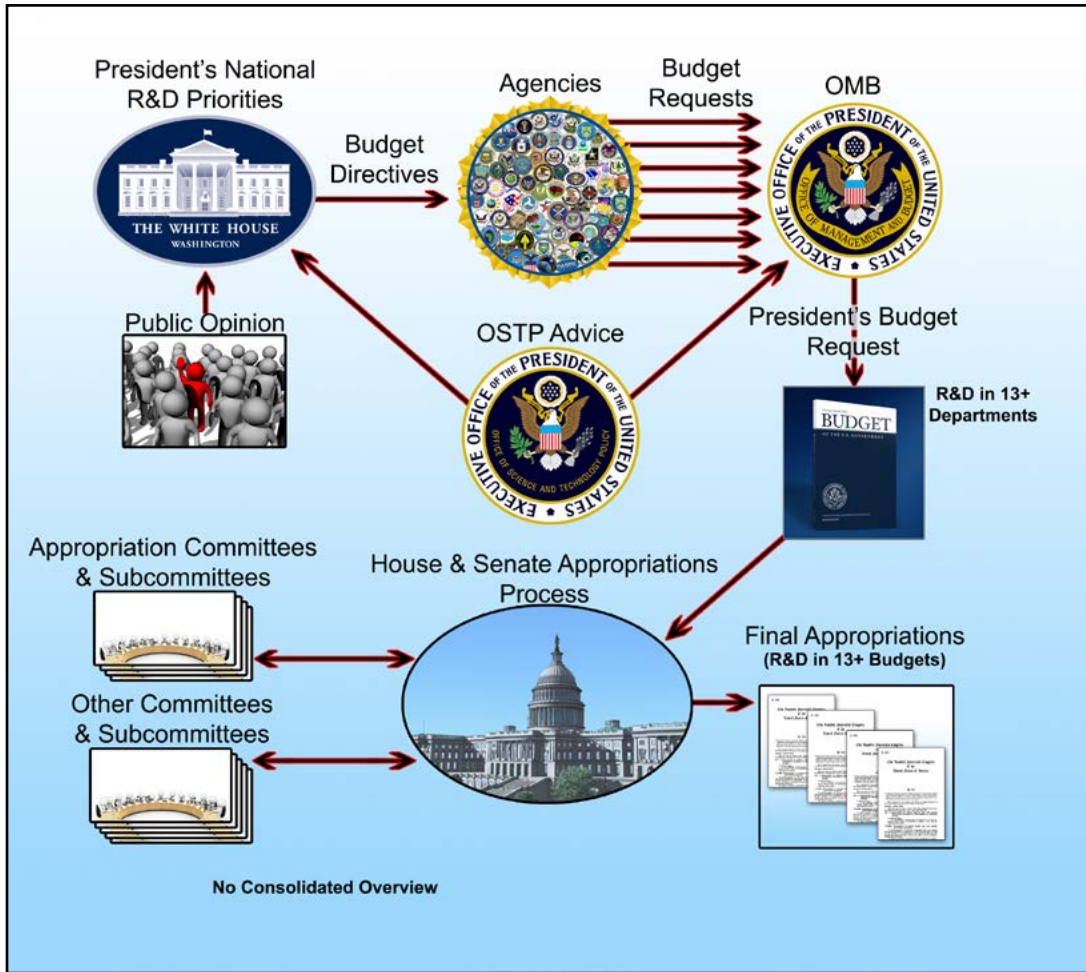 President's National
R&D Priorities
THE WHITE HOUSE
WASHINGTON
Budget
Directives
Agencies
Budget
Requests
OMB
EXECUTIVE OFFICE OF THE PRESIDENT OF THE UNITED STATES
OFFICE OF MANAGEMENT AND BUDGET
Public Opinion
OSTP Advice
EXECUTIVE OFFICE OF THE PRESIDENT OF THE UNITED STATES
OFFICE OF SCIENCE AND TECHNOLOGY POLICY
President's Budget
Request
R&D in 13+
Departments
BUDGET
OF THE U.S. GOVERNMENT
Appropriation Committees
& Subcommittees
House & Senate Appropriations
Process
Final Appropriations
(R&D in 13+ Budgets)
Other Committees
& Subcommittees
No Consolidated Overview